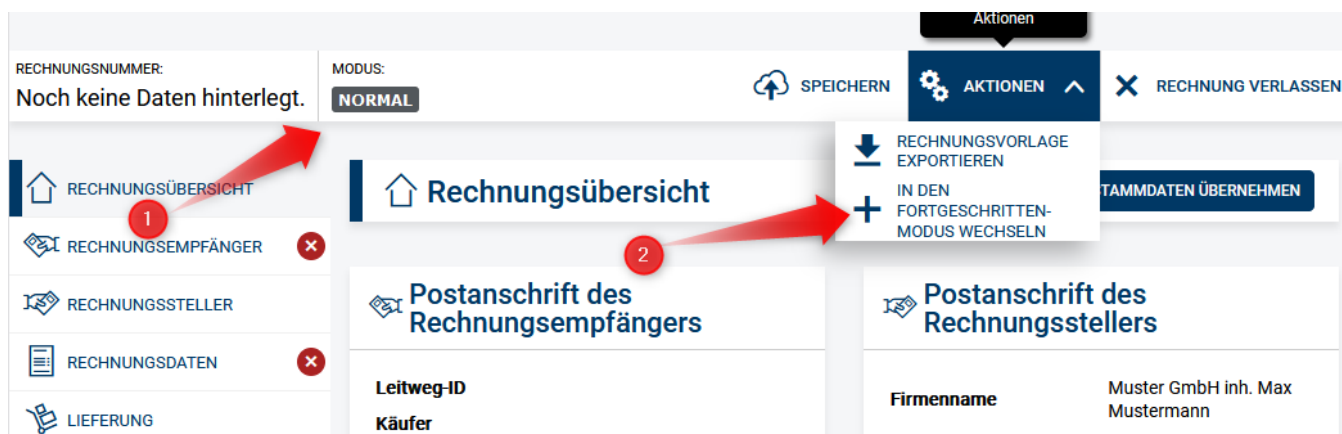 Aktionen
RECHNUNGSNUMMER:
Noch keine Daten hinterlegt.
MODUS:
NORMAL
SPEICHERN
AKTIONEN
RECHNUNG VERLASSEN
RECHNUNGSVORLAGE
EXPORTIEREN
IN DEN
FORTGESCHRITTEN-
MODUS WECHSELN
RECHNUNGSÜBERSICHT
1
RECHNUNGSEMPFÄNGER
RECHNUNGSSTELLER
RECHNUNGSDATEN
LIEFERUNG
Rechnungsübersicht
TAMMDATEN ÜBERNEHMEN
2
Postanschrift des
Rechnungsempfängers
Leitweg-ID
Käufer
Postanschrift des
Rechnungsstellers
Firmenname
Muster GmbH inh. Max
Mustermann